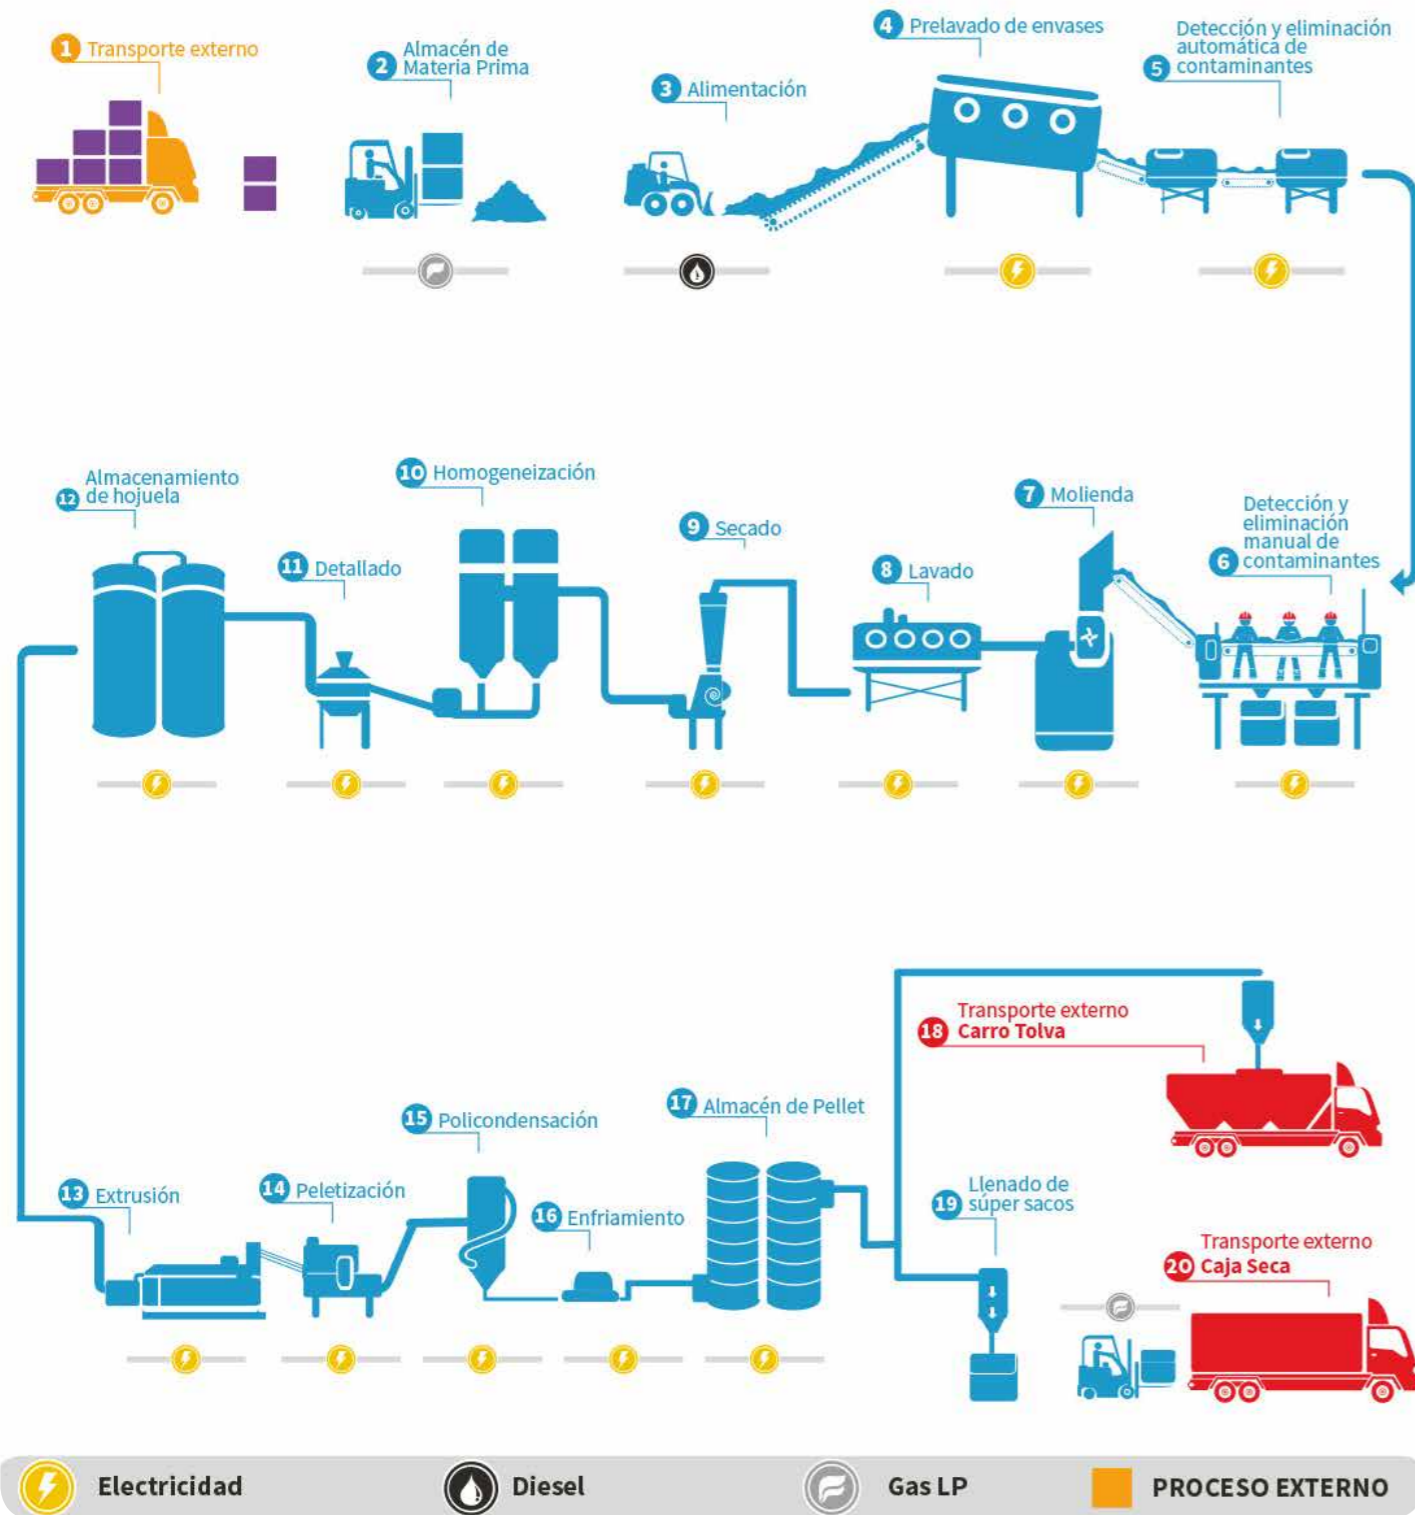 1 Transporte externo
2 Almacén de
Materia Prima
3 Alimentación
4 Prelavado de envases
Detección y eliminación
automática de
5 contaminantes
Detección y
eliminación
manual de
6 contaminantes
7 Molienda
8 Lavado
9 Secado
10 Homogeneización
11 Detallado
Almacenamiento
12 de hojuela
13 Extrusión
14 Peletización
15 Policondensación
16 Enfriamiento
17 Almacén de Pellet
Transporte externo
18 Carro Tolva
Llenado de
19 súper sacos
Transporte externo
20 Caja Seca
Electricidad
Diesel
Gas LP
PROCESO EXTERNO